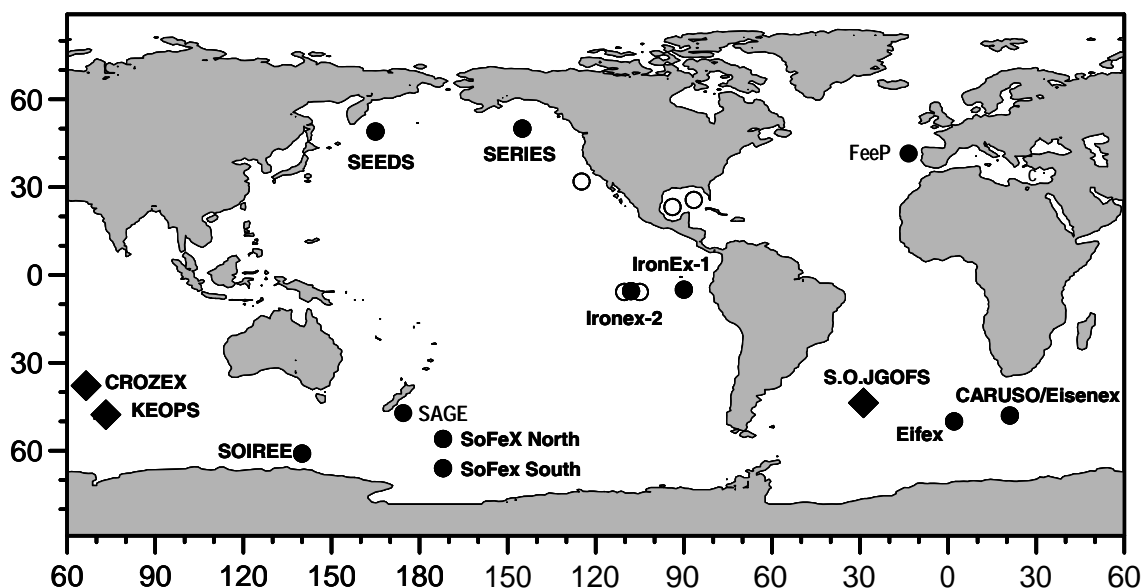 60
30
0
30
60
SEEDS
SERIES
FeeP
IronEx-1
Ironex-2
CROZEX
KEOPS
S.O.JGOFS
CARUSO/Eisenex
SAGE
Eifex
SoFeX North
SOIREE
SoFex South
60 90 120 150 180 150 120 90 60 30 0 30 60